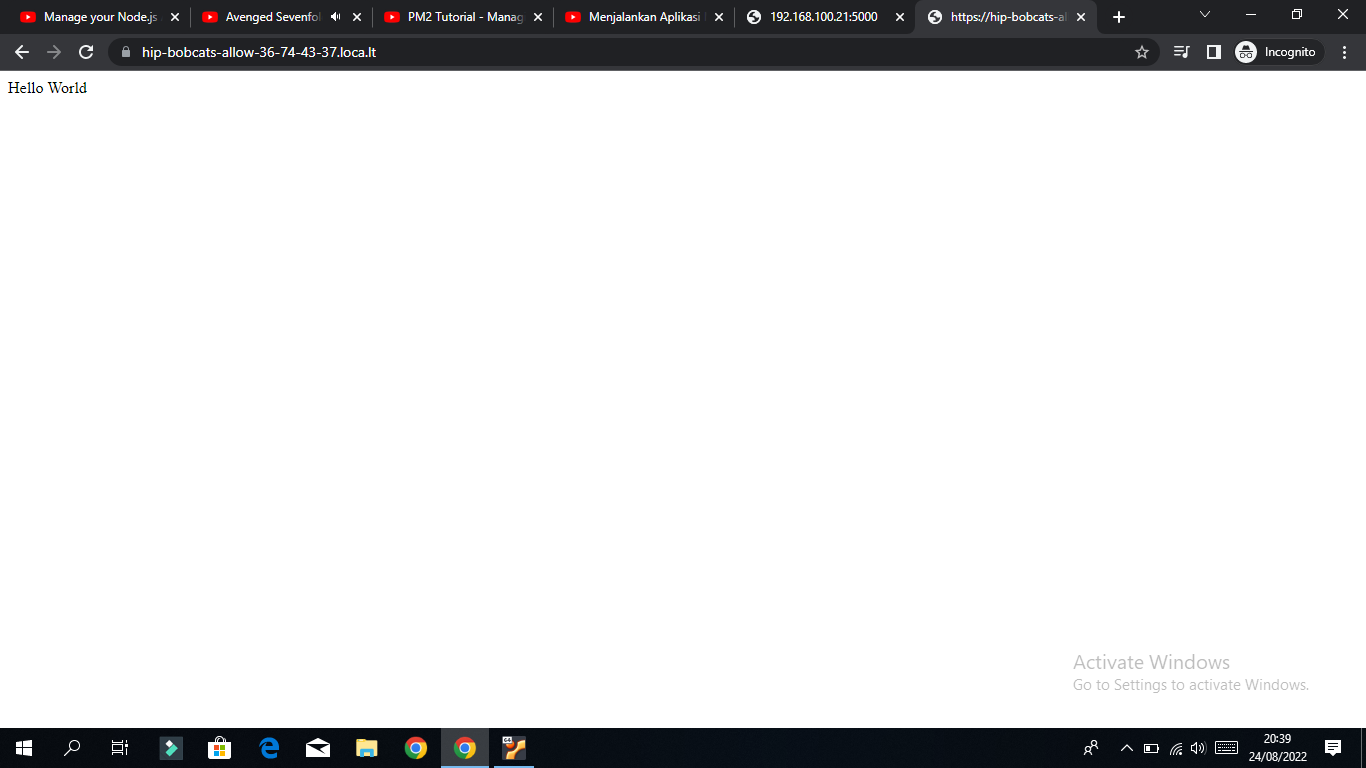 Manage your Node.js
Avenged Sevenfol
PM2 Tutorial - Manag
Menjalankan Aplikasi
192.168.100.21:5000
https://hip-bobcats-al
hip-bobcats-allow-36-74-43-37.loca.lt
Incognito
Hello World
Activate Windows
Go to Settings to activate Windows.
64
20:39
24/08/2022